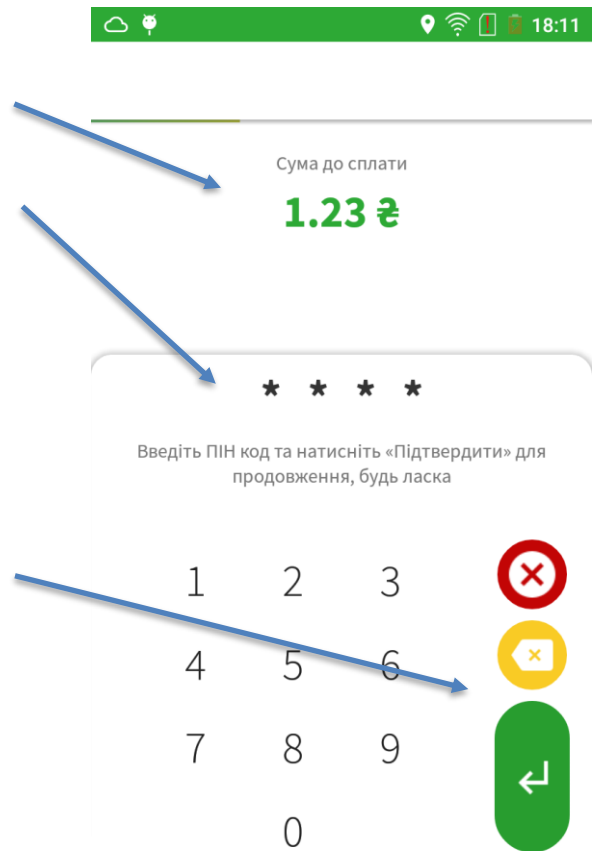 18:11
Сума до сплати
1.23 ₴
* * * *
Введіть ПІН код та натисніть «Підтвердити» для
продовження, будь ласка
1 2 3
4 5 6
7 8 9
0